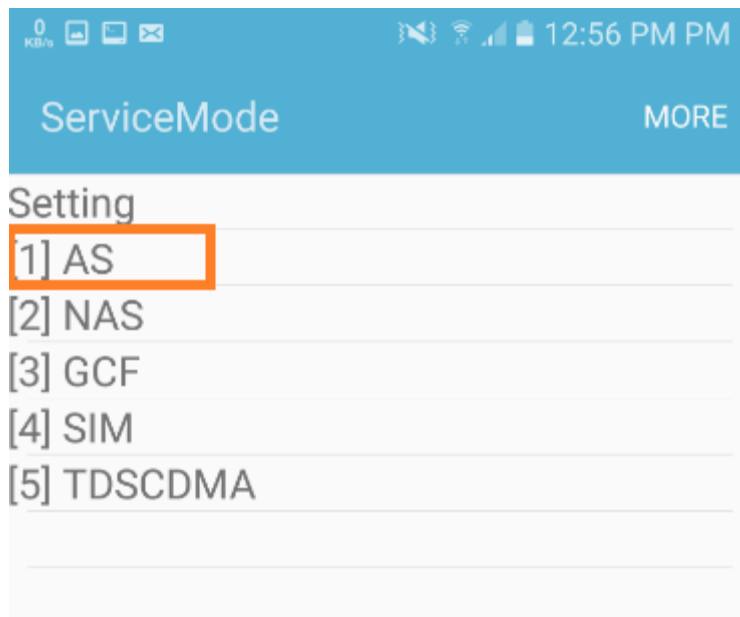 0
KB/s
12:56 PM PM
ServiceMode
MORE
Setting
[1] AS
[2] NAS
[3] GCF
[4] SIM
[5] TDSCDMA